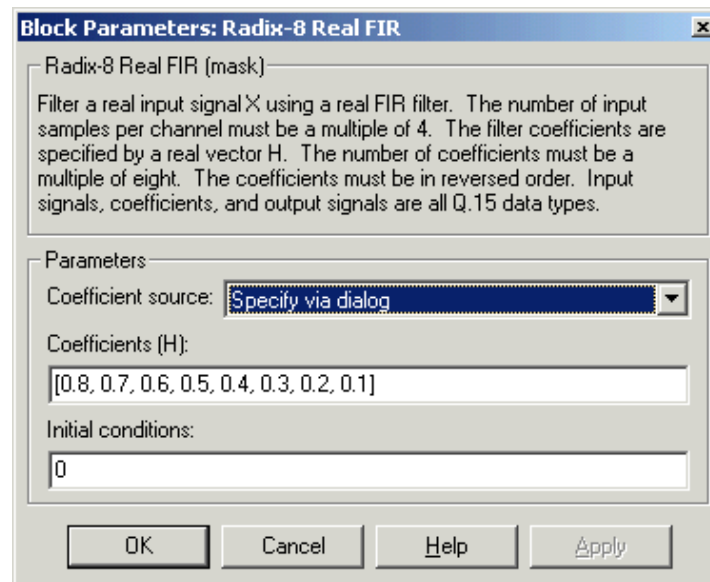 Block Parameters: Radix-8 Real FIR
Radix-8 Real FIR (mask)
Filter a real input signal X using a real FIR filter. The number of input
samples per channel must be a multiple of 4. The filter coefficients are
specified by a real vector H. The number of coefficients must be a
multiple of eight. The coefficients must be in reversed order. Input
signals, coefficients, and output signals are all Q.15 data types.
Parameters
Coefficient source: Specify via dialog
Coefficients (H):
[0.8, 0.7, 0.6, 0.5, 0.4, 0.3, 0.2, 0.1]
Initial conditions:
0
OK Cancel Help Apply